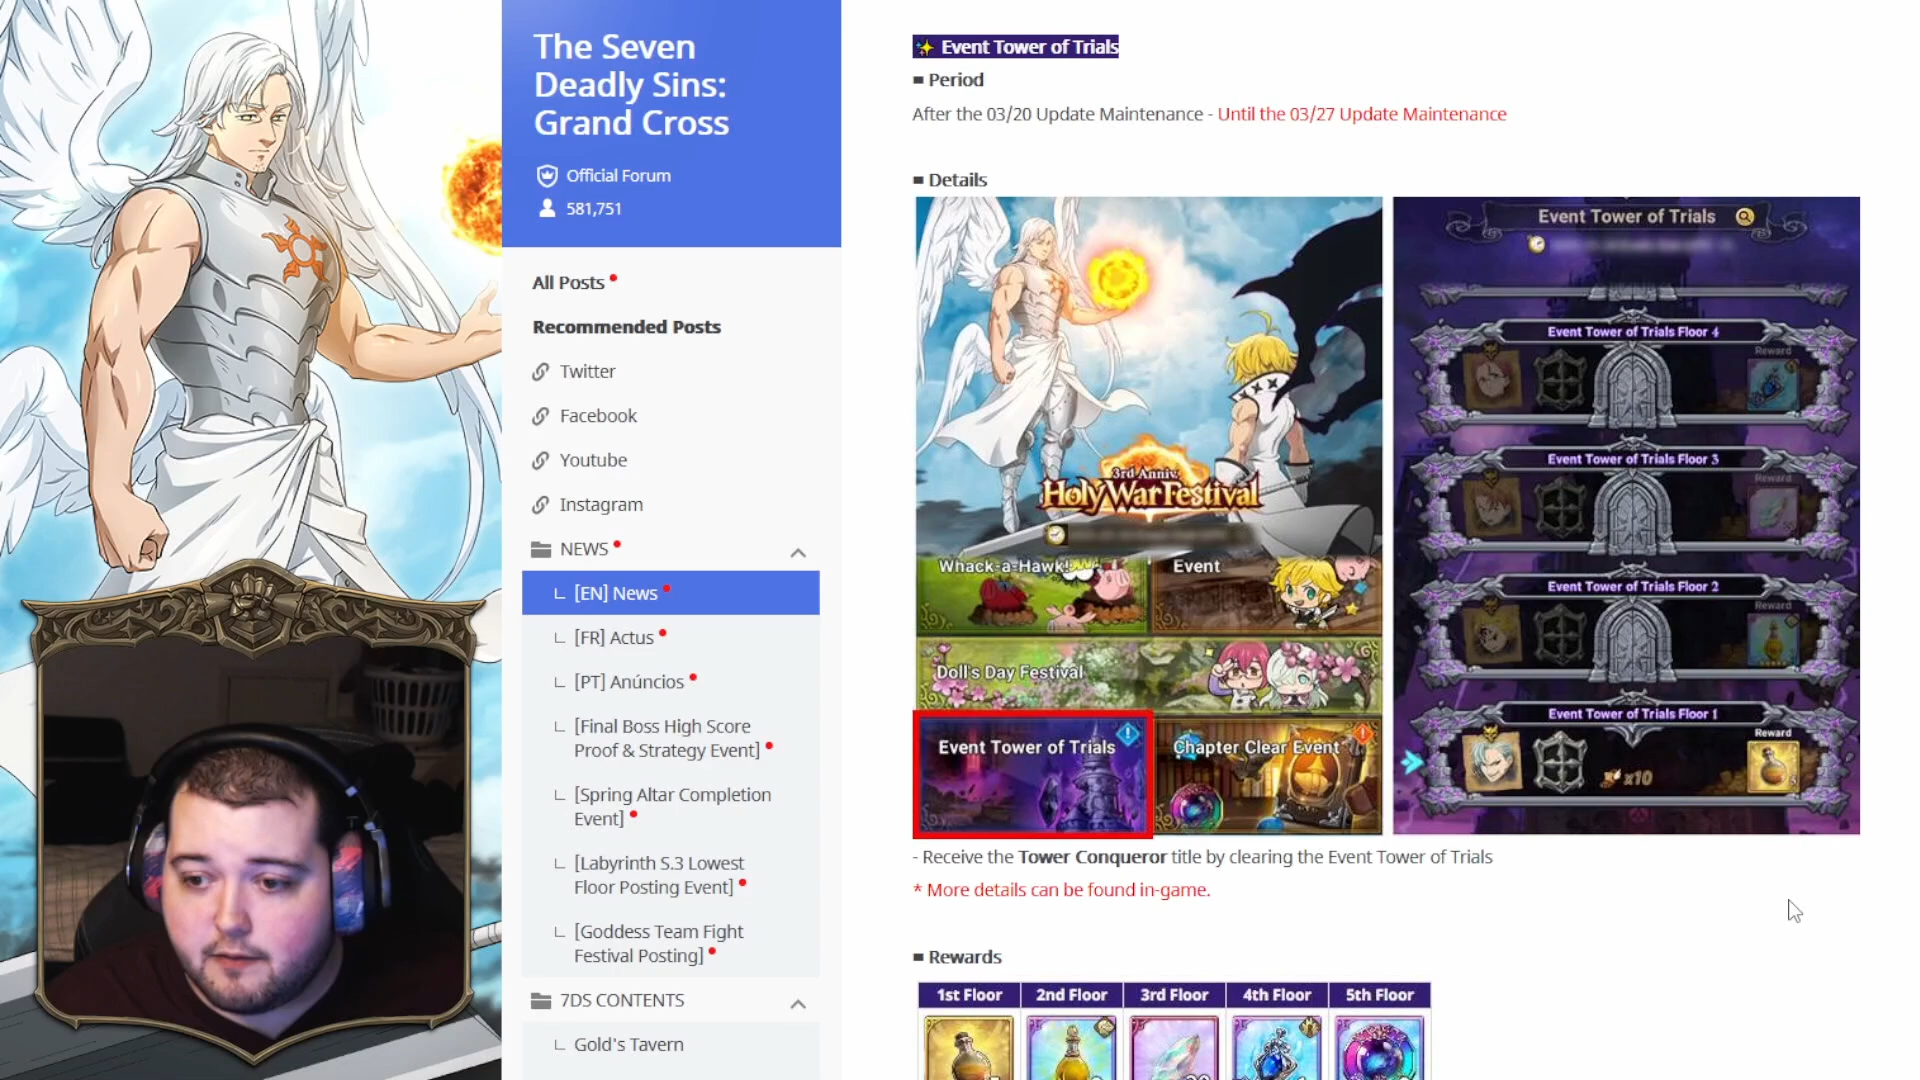 The Seven
Deadly Sins:
Grand Cross
Official Forum
581,751
All Posts
Recommended Posts
Twitter
Facebook
Youtube
Instagram
NEWS
[EN] News
[FR] Actus
[PT] Anúncios
[Final Boss High Score
Proof & Strategy Event]
[Spring Altar Completion
Event]
[Labyrinth S.3 Lowest
Floor Posting Event]
[Goddess Team Fight
Festival Posting]
7DS CONTENTS
Gold's Tavern
Event Tower of Trials
■ Period
After the 03/20 Update Maintenance - Until the 03/27 Update Maintenance
■ Details
3rd Anniv.
Holy War Festival
Whack-a-Hawk!
Event
Doll's Day Festival
Event Tower of Trials
Chapter Clear Event
Event Tower of Trials
Event Tower of Trials Floor 4
Reward
Event Tower of Trials Floor 3
Reward
Event Tower of Trials Floor 2
Reward
Event Tower of Trials Floor 1
Reward
x10
- Receive the Tower Conqueror title by clearing the Event Tower of Trials
* More details can be found in-game.
■ Rewards
1st Floor
2nd Floor
3rd Floor
4th Floor
5th Floor